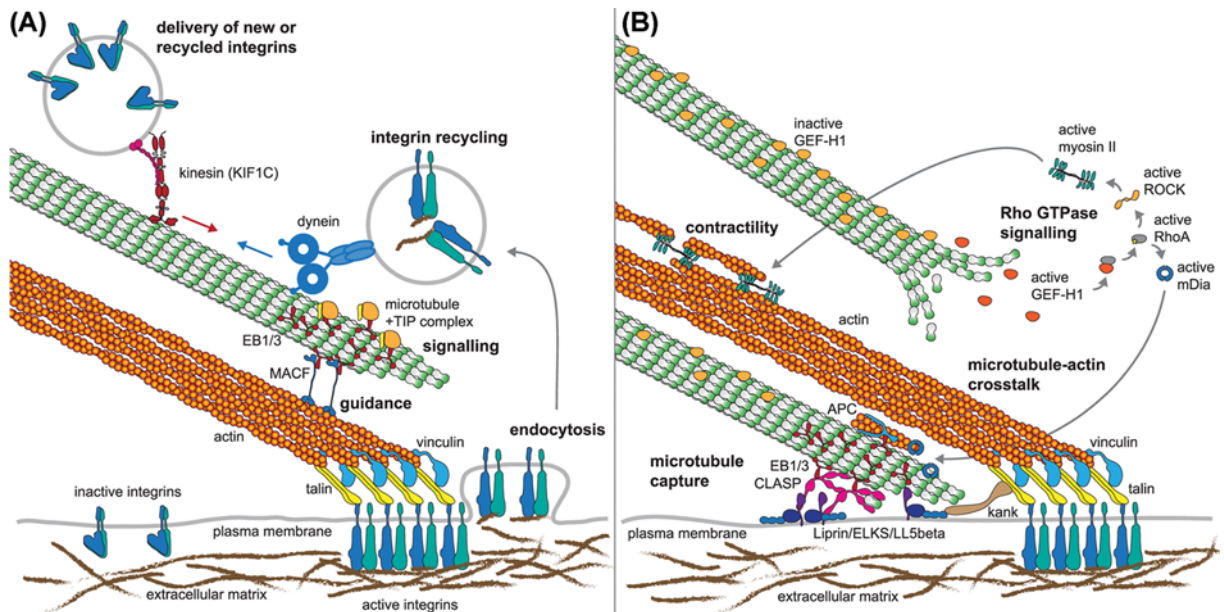 (A)
delivery of new or
recycled integrins
integrin recycling
kinesin (KIF1C)
dynein
microtubule
+TIP complex
signalling
EB1/3
MACF
guidance
actin
vinculin
endocytosis
talin
inactive integrins
plasma membrane
extracellular matrix
active integrins
(B)
inactive
GEF-H1
active
myosin II
active
ROCK
Rho GTPase
signalling
active
RhoA
contractility
active
GEF-H1
active
mDia
actin
microtubule-actin
crosstalk
APC
vinculin
microtubule
capture
EB1/3
CLASP
talin
kank
plasma membrane
Liprin/ELKS/LL5beta
extracellular matrix